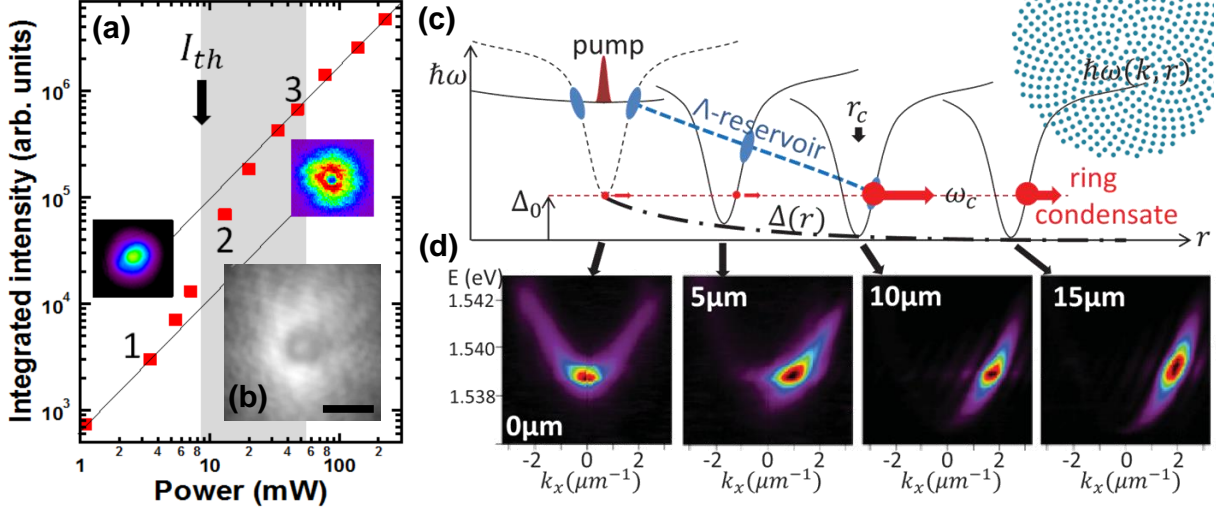 (a)
I_th
Integrated intensity (arb. units)
10^6
10^5
10^4
10^3
1
2
3
(b)
1
2
4
6
8
10
2
4
6
8
100
2
Power (mW)
(c)
pump
ħω
ħω(k, r)
Λ-reservoir
r_c
ω_c
ring
condensate
Δ_0
Δ(r)
r
(d)
E (eV)
1.542
1.540
1.538
0μm
5μm
10μm
15μm
-2 0 2
-2 0 2
-2 0 2
-2 0 2
k_x(μm⁻¹)
k_x(μm⁻¹)
k_x(μm⁻¹)
k_x(μm⁻¹)